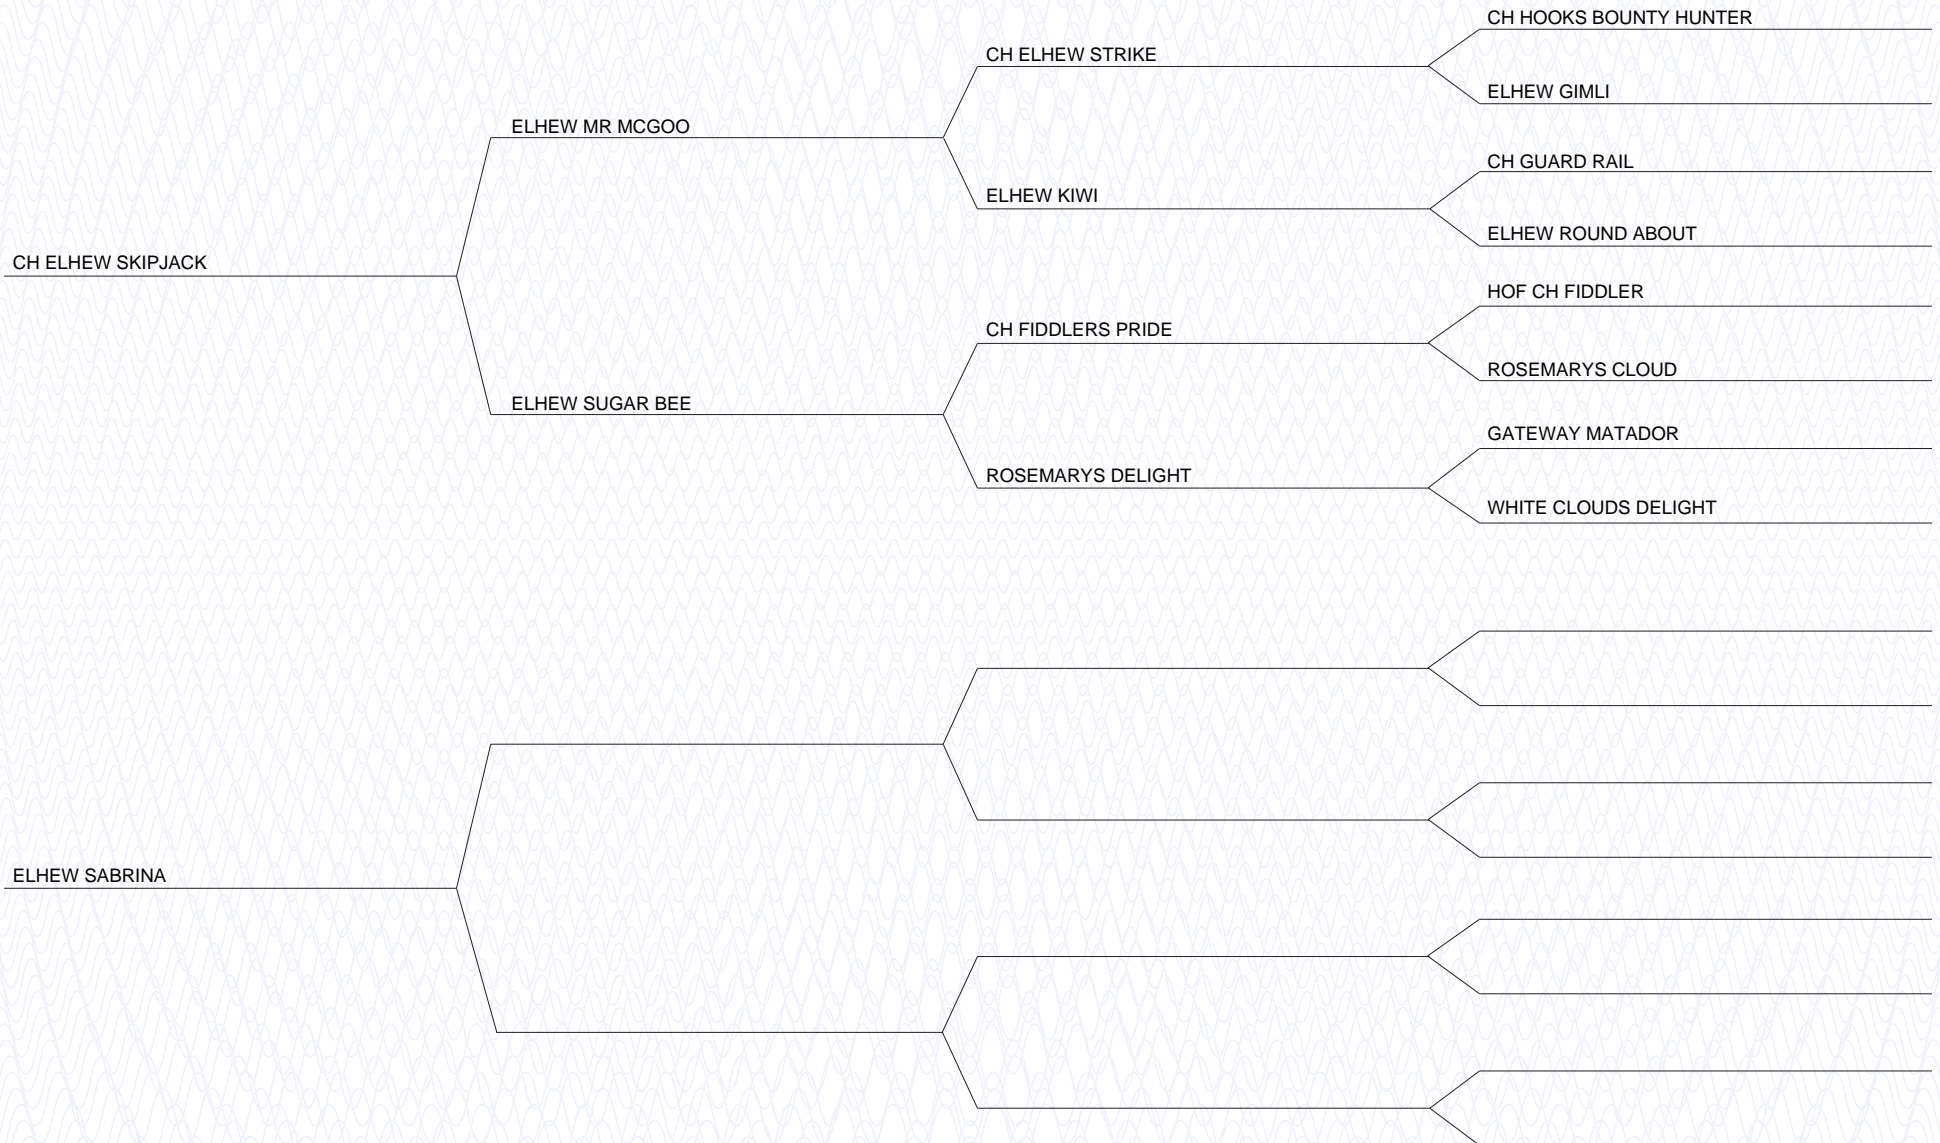 CH HOOKS BOUNTY HUNTER
CH ELHEW STRIKE
ELHEW GIMLI
ELHEW MR MCGOO
CH GUARD RAIL
ELHEW KIWI
ELHEW ROUND ABOUT
CH ELHEW SKIPJACK
HOF CH FIDDLER
CH FIDDLERS PRIDE
ROSEMARYS CLOUD
ELHEW SUGAR BEE
GATEWAY MATADOR
ROSEMARYS DELIGHT
WHITE CLOUDS DELIGHT
ELHEW SABRINA